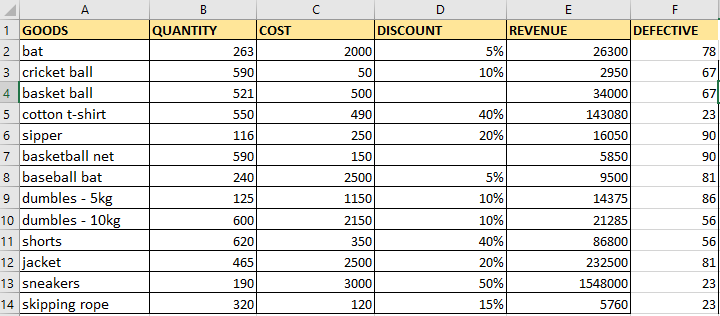 A B C D E F
1 GOODS QUANTITY COST DISCOUNT REVENUE DEFECTIVE
2 bat 263 2000 5% 26300 78
3 cricket ball 590 50 10% 2950 67
4 basket ball 521 500 34000 67
5 cotton t-shirt 550 490 40% 143080 23
6 sipper 116 250 20% 16050 90
7 basketball net 590 150 5850 90
8 baseball bat 240 2500 5% 9500 81
9 dumbles - 5kg 125 1150 10% 14375 86
10 dumbles - 10kg 600 2150 10% 21285 56
11 shorts 620 350 40% 86800 56
12 jacket 465 2500 20% 232500 81
13 sneakers 190 3000 50% 1548000 23
14 skipping rope 320 120 15% 5760 23